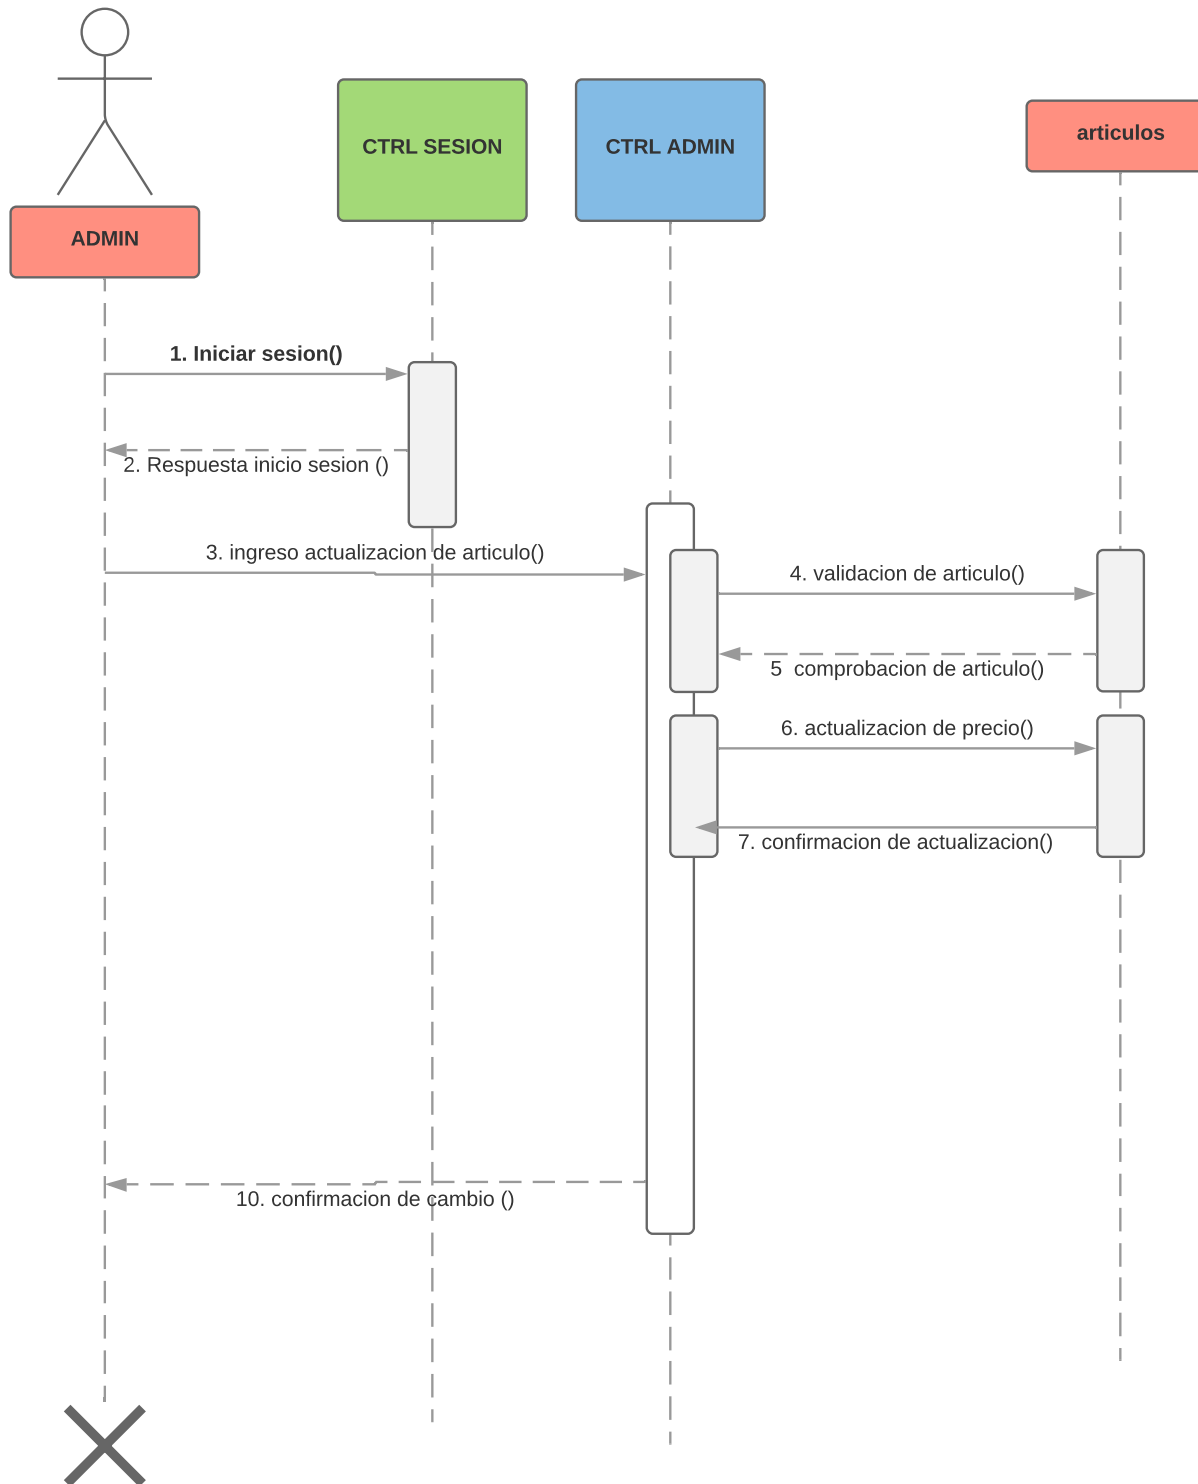 CTRL SESION
CTRL ADMIN
articulos
ADMIN
1. Iniciar sesion()
2. Respuesta inicio sesion ()
3. ingreso actualizacion de articulo()
4. validacion de articulo()
5  comprobacion de articulo()
6. actualizacion de precio()
7. confirmacion de actualizacion()
10. confirmacion de cambio ()